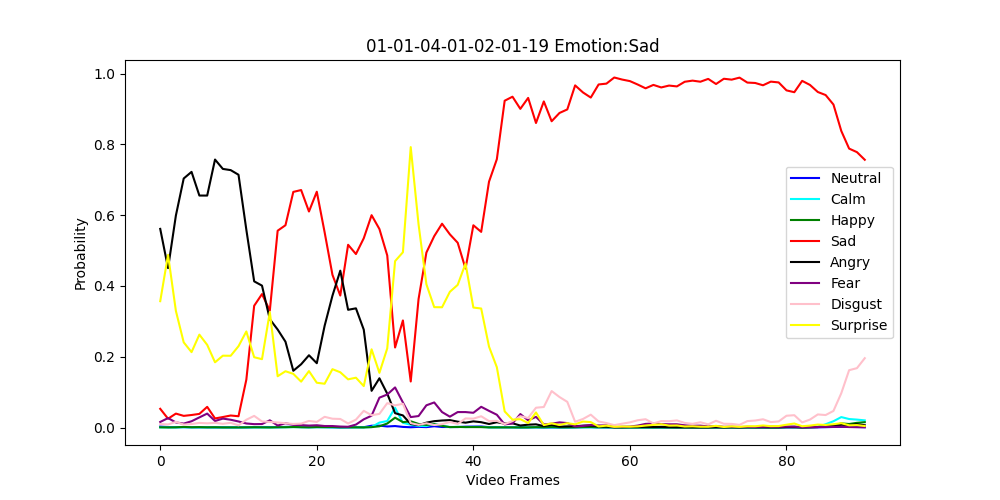 01-01-04-01-02-01-19 Emotion:Sad
1.0
0.8
0.6
0.4
0.2
0.0
Probability
0
20
40
60
80
Video Frames
Neutral
Calm
Happy
Sad
Angry
Fear
Disgust
Surprise